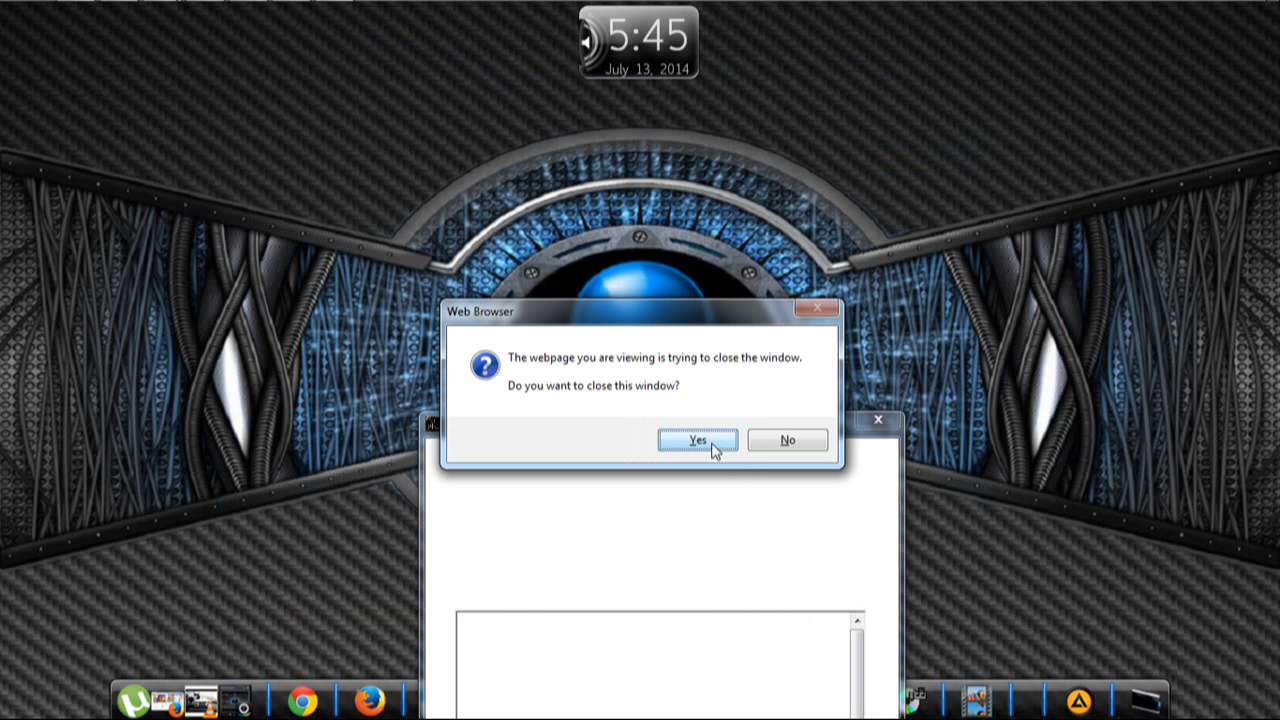 5:45
July 13, 2014
Web Browser
The webpage you are viewing is trying to close the window.
Do you want to close this window?
Yes
No